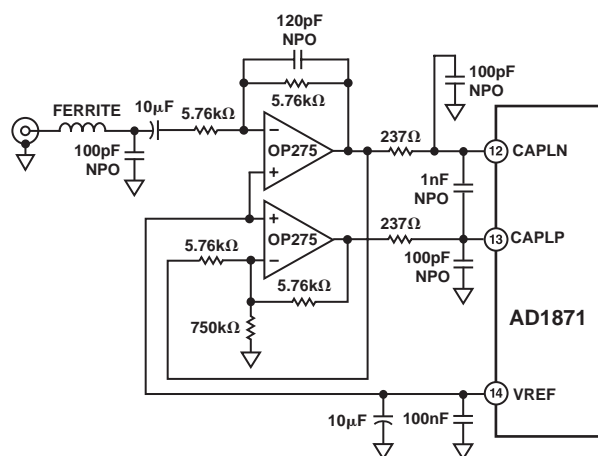 120pF
NPO
5.76kΩ
100pF
NPO
FERRITE
10μF
5.76kΩ
100pF
NPO
OP275
237Ω
12 CAPLN
1nF
NPO
OP275
237Ω
13 CAPLP
5.76kΩ
5.76kΩ
100pF
NPO
750kΩ
AD1871
14 VREF
10μF
100nF